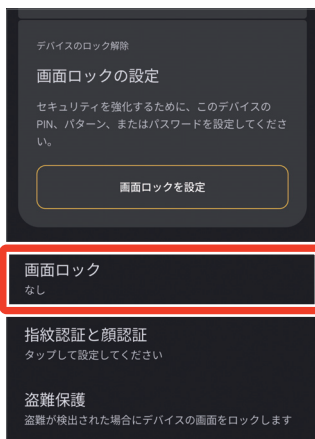 デバイスのロック解除
画面ロックの設定
セキュリティを強化するために、このデバイスの
PIN、パターン、またはパスワードを設定してくださ
い。
画面ロックを設定
画面ロック
なし
指紋認証と顔認証
タップして設定してください
盗難保護
盗難が検出された場合にデバイスの画面をロックします